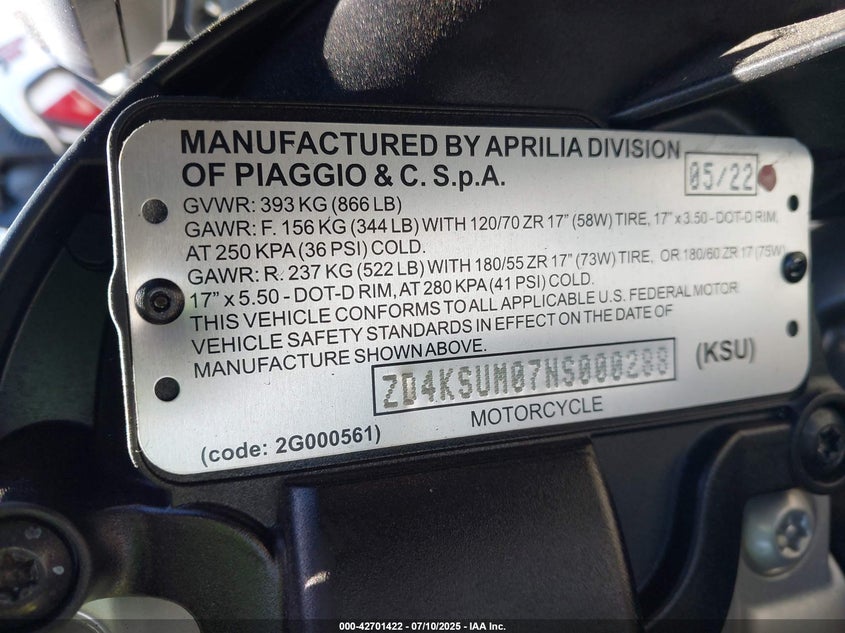 MANUFACTURED BY APRILIA DIVISION
OF PIAGGIO & C. S.p.A.
05/22
GVWR: 393 KG (866 LB)
GAWR: F. 156 KG (344 LB) WITH 120/70 ZR 17" (58W) TIRE, 17" x 3.50 - DOT-D RIM,
AT 250 KPA (36 PSI) COLD.
GAWR: R. 237 KG (522 LB) WITH 180/55 ZR 17" (73W) TIRE, OR 180/60 ZR 17 (75W)
17" x 5.50 - DOT-D RIM, AT 280 KPA (41 PSI) COLD.
THIS VEHICLE CONFORMS TO ALL APPLICABLE U.S. FEDERAL MOTOR
VEHICLE SAFETY STANDARDS IN EFFECT ON THE DATE OF
MANUFACTURE SHOWN ABOVE.
ZD4KSUM07NS000288
(KSU)
MOTORCYCLE
(code: 2G000561)
000-42701422 / 07/10/2025 - IAA Inc.